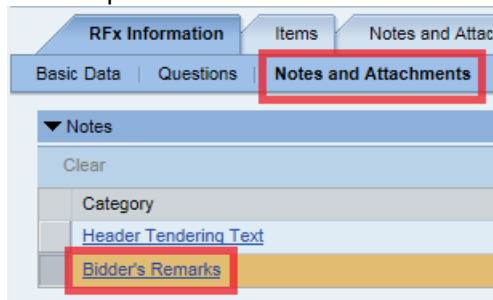 RFx Information Items Notes and Attac
Basic Data | Questions | Notes and Attachments
Notes
Clear
Category
Header Tendering Text
Bidder's Remarks